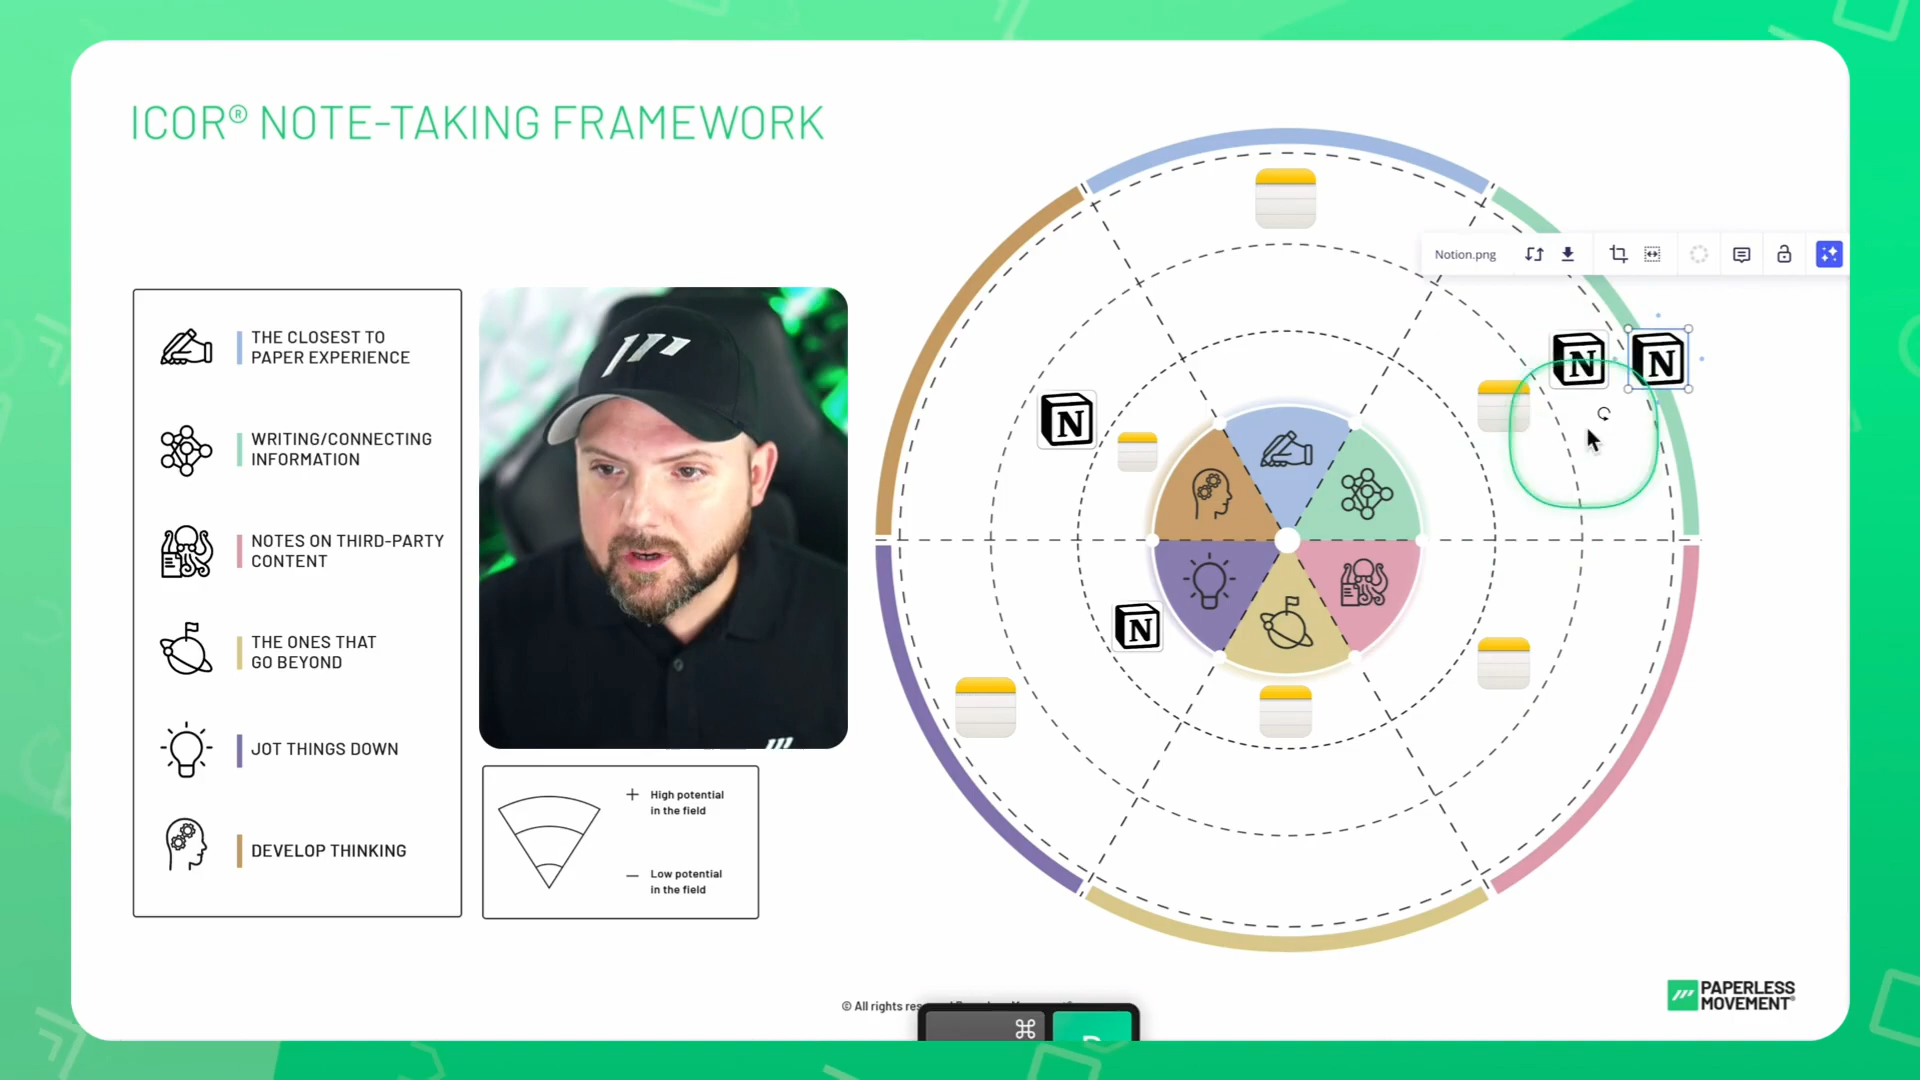 ICOR® NOTE-TAKING FRAMEWORK
THE CLOSEST TO
PAPER EXPERIENCE
WRITING/CONNECTING
INFORMATION
NOTES ON THIRD-PARTY
CONTENT
THE ONES THAT
GO BEYOND
JOT THINGS DOWN
DEVELOP THINKING
+ High potential
in the field
− Low potential
in the field
Notion.png
N
N
N
N
© All rights
⌘
PAPERLESS
MOVEMENT®